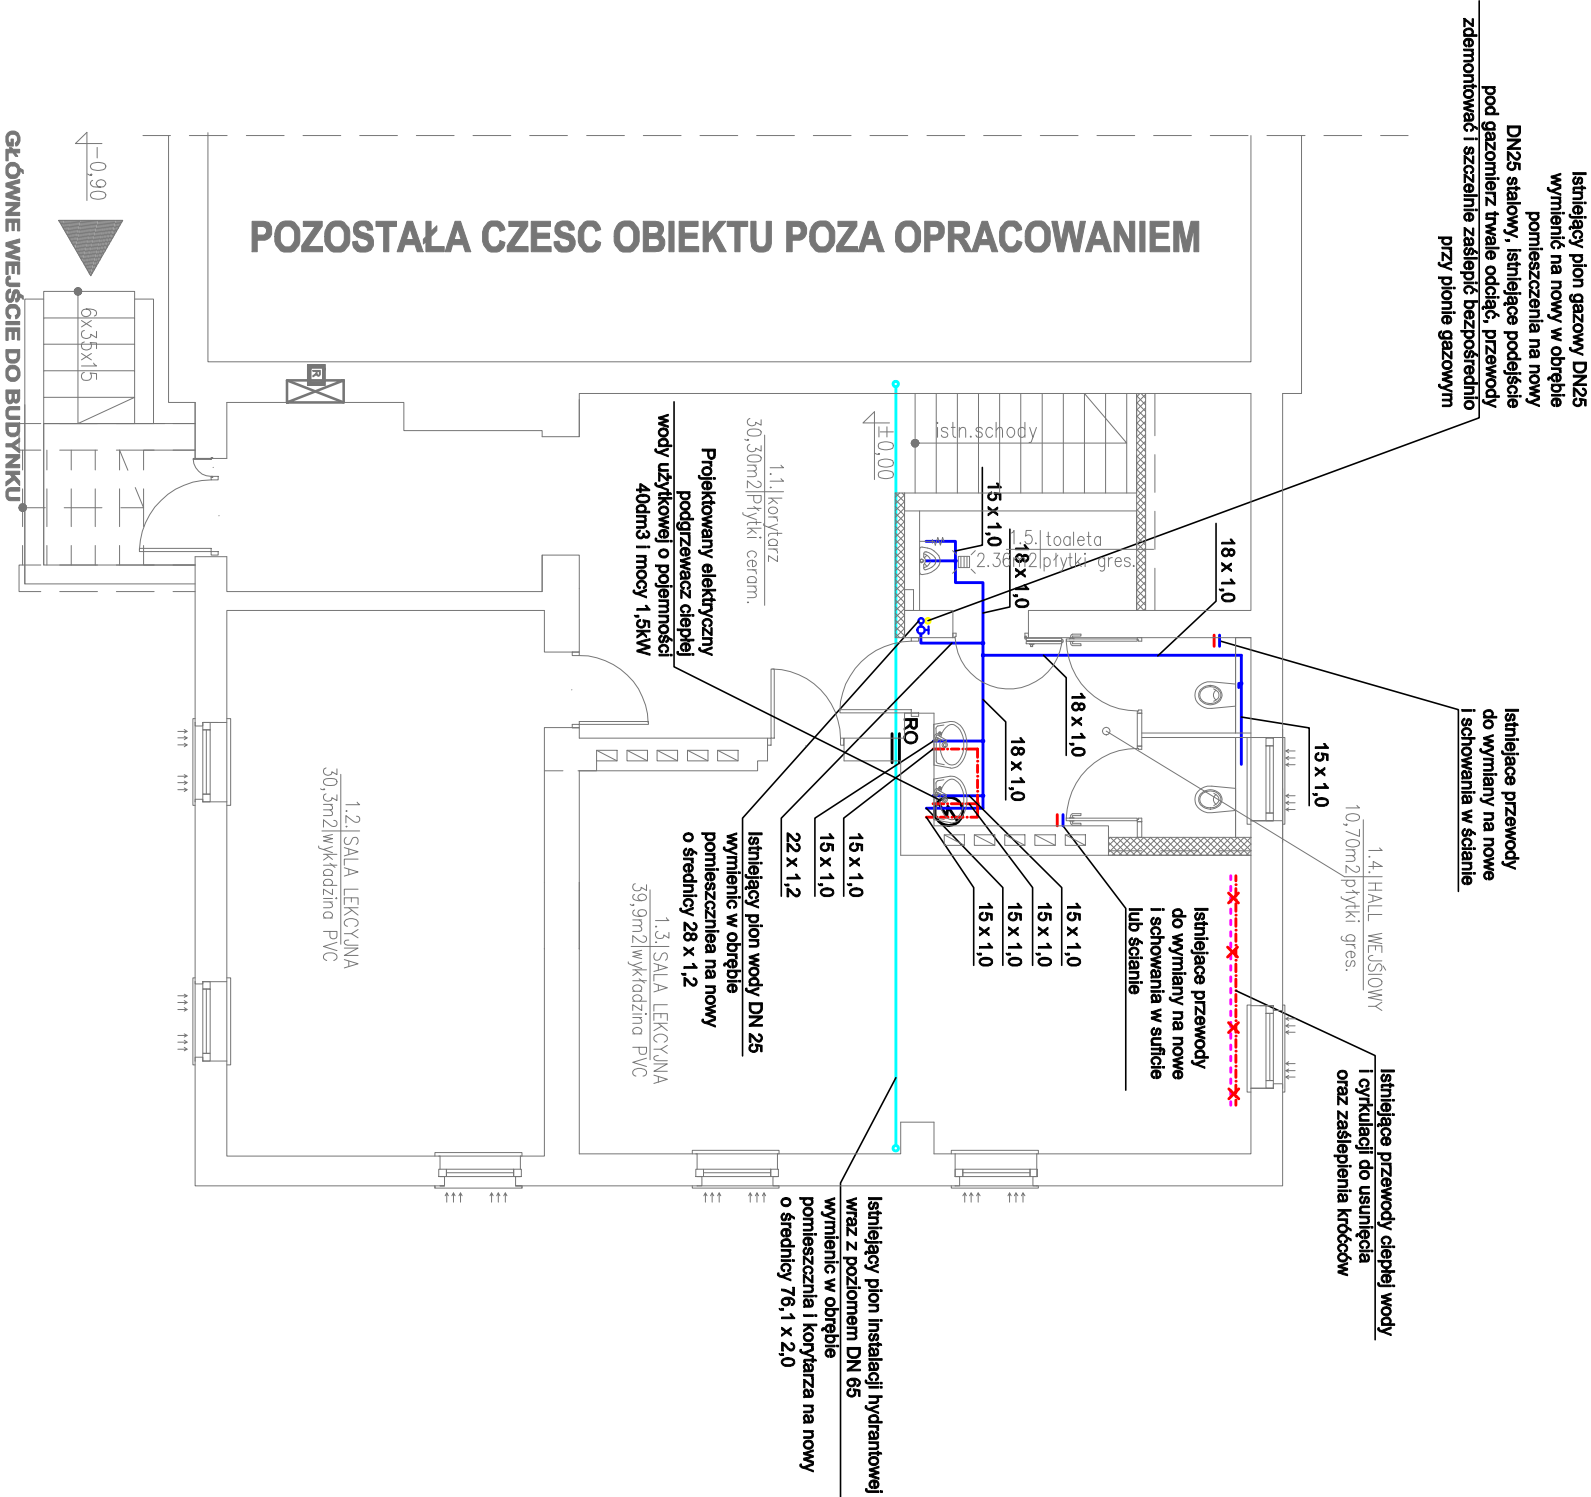 Istniejący pion gazowy DN25
wymienić na nowy w obrębie
pomieszczenia na nowy
DN25 stalowy, istniejące podejście
pod gazomierz trwale odciąć, przewody
zdemontować i szczelnie zaślepić bezpośrednio
przy pionie gazowym
POZOSTAŁA CZESC OBIEKTU POZA OPRACOWANIEM
-0,90
6x35x15
GŁÓWNE WEJŚCIE DO BUDYNKU
R
istn.schody
±0,00
1.1.|korytarz
30,30m2|Płytki ceram.
Projektowany elektryczny
podgrzewacz ciepłej
wody użytkowej o pojemności
40dm3 i mocy 1,5kW
15 x 1,0
18 x 1,0
1.5.|toaleta
2.36m2|płytki gres.
18 x 1,0
18 x 1,0
18 x 1,0
15 x 1,0
RO
Istniejace przewody
do wymiany na nowe
i schowania w ścianie
1.4.|HALL WEJŚIOWY
10,70m2|płytki gres.
15 x 1,0
15 x 1,0
22 x 1,2
15 x 1,0
15 x 1,0
15 x 1,0
15 x 1,0
Istniejący pion wody DN 25
wymienic w obrębie
pomieszczniea na nowy
o średnicy 28 x 1,2
Istniejace przewody
do wymiany na nowe
i schowania w suficie
lub ścianie
1.2.|SALA LEKCYJNA
30,3m2|wykładzina PVC
1.3.|SALA LEKCYJNA
39,9m2|wykładzina PVC
Istniejące przewody ciepłej wody
i cyrkulacji do usunięcia
oraz zaślepienia króćców
Istniejący pion instalacji hydrantowej
wraz z poziomem DN 65
wymienic w obrębie
pomieszcznia i korytarza na nowy
o średnicy 76,1 x 2,0